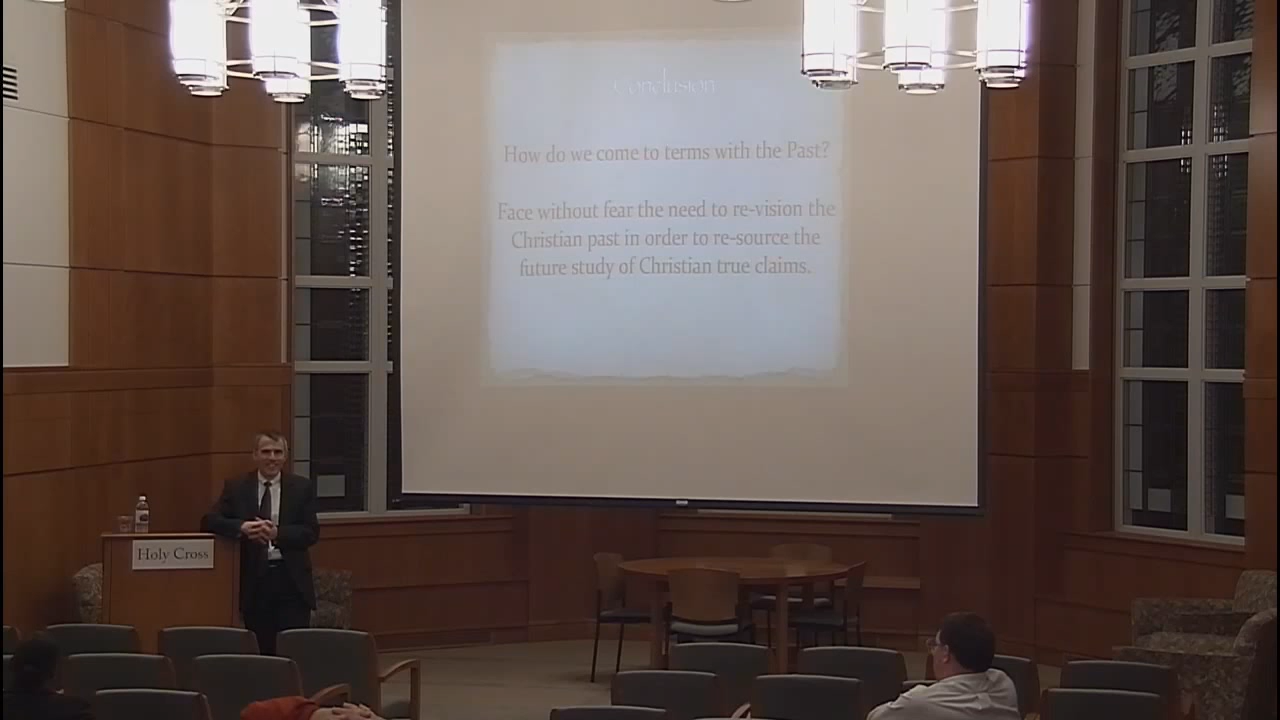 Conclusion
How do we come to terms with the Past?
Face without fear the need to re-vision the
Christian past in order to re-source the
future study of Christian true claims.
Holy Cross